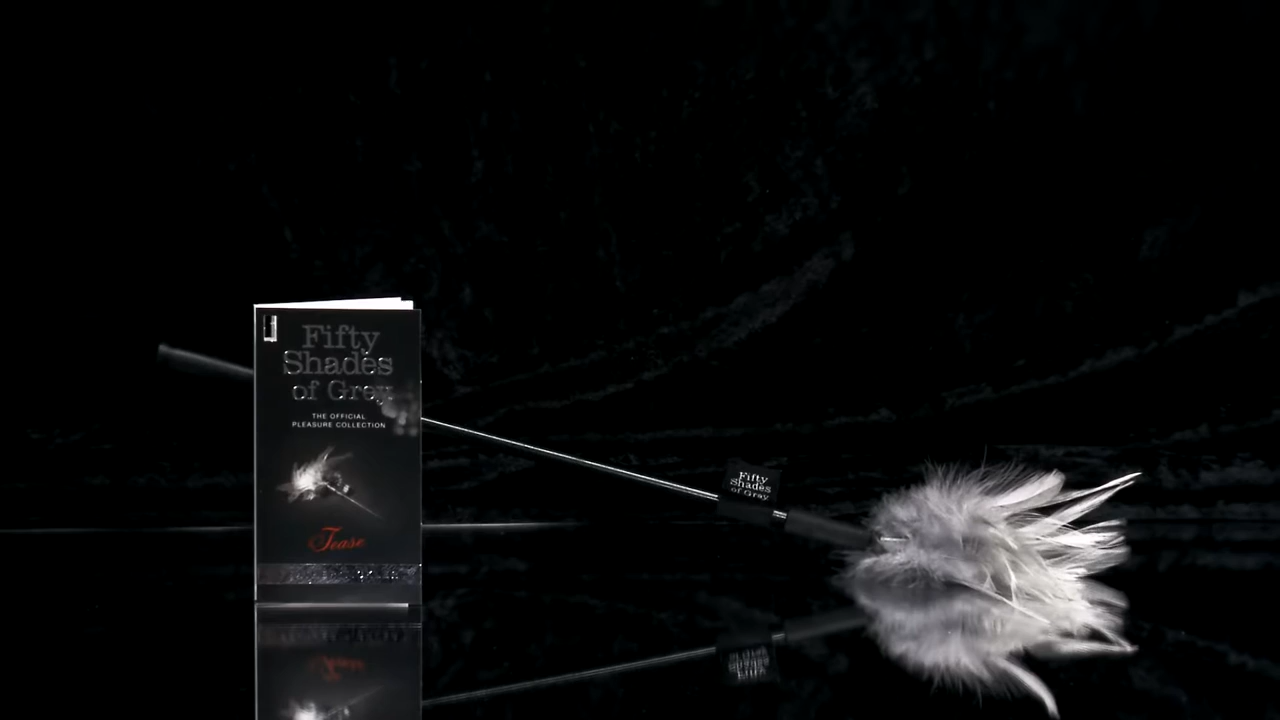 Fifty
Shades
of Grey
THE OFFICIAL
PLEASURE COLLECTION
Tease
Fifty
Shades
of Grey